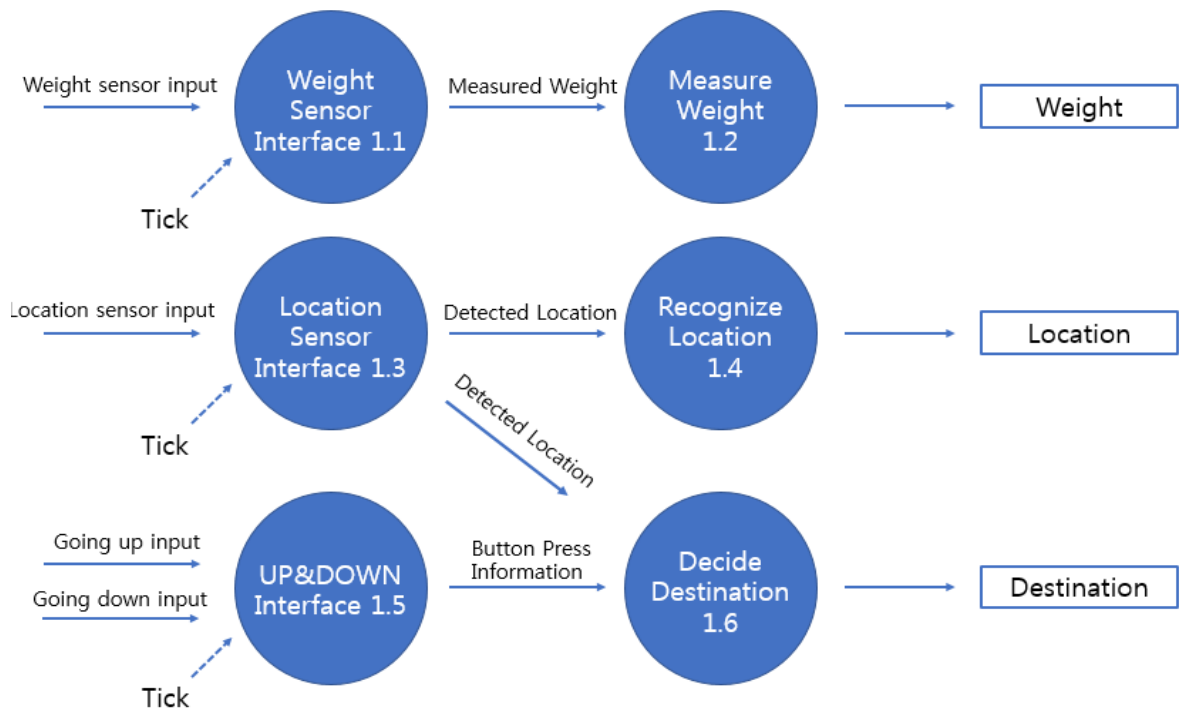 Weight sensor input
Weight
Sensor
Interface 1.1
Measured Weight
Measure
Weight
1.2
Weight
Tick
Location sensor input
Location
Sensor
Interface 1.3
Detected Location
Recognize
Location
1.4
Location
Tick
Detected Location
Going up input
Going down input
UP&DOWN
Interface 1.5
Button Press
Information
Decide
Destination
1.6
Destination
Tick